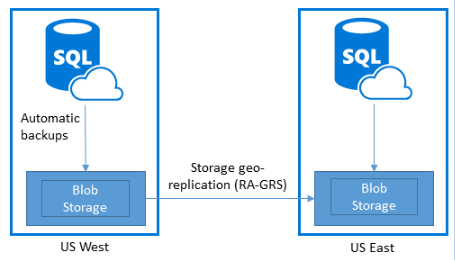 SQL
SQL
Automatic
backups
Storage geo-
replication (RA-GRS)
Blob
Storage
Blob
Storage
US West
US East